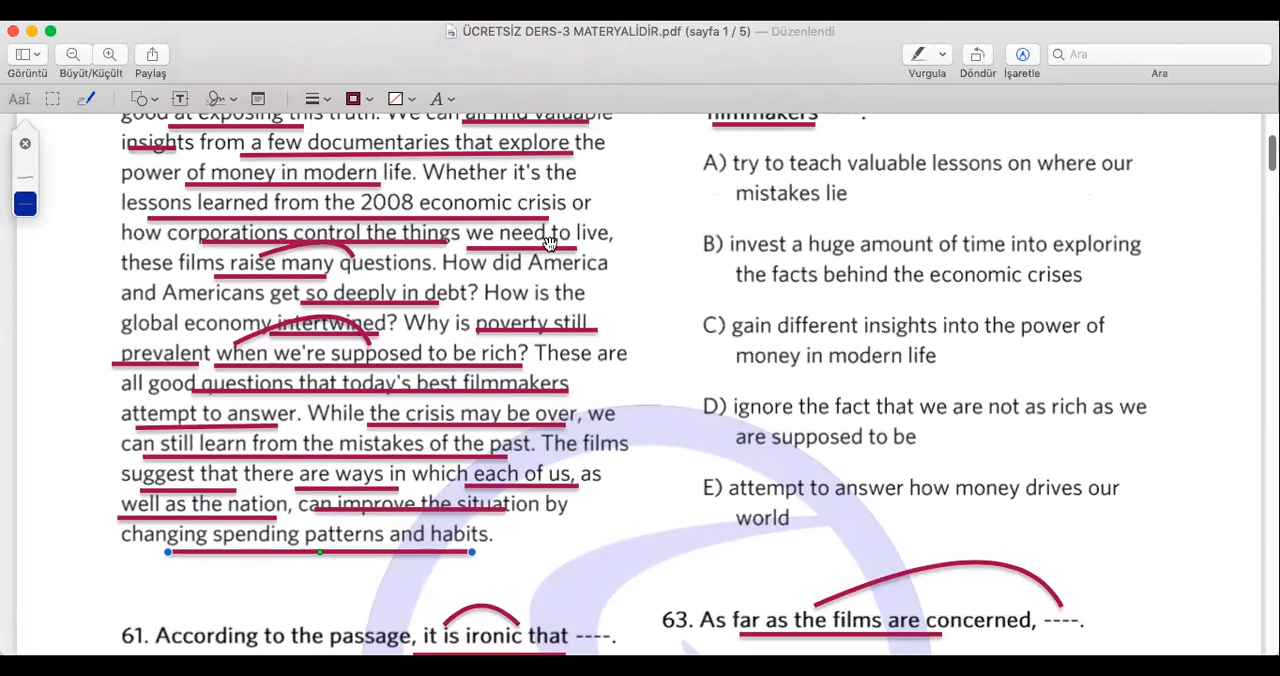 ÜCRETSİZ DERS-3 MATERYALİDİR.pdf (sayfa 1 / 5) — Düzenlendi
Görüntü Büyüt/Küçült Paylaş Vurgula Döndür İşaretle Ara
Ara
good at exposing this truth. We can all find valuable
insights from a few documentaries that explore the
power of money in modern life. Whether it's the
lessons learned from the 2008 economic crisis or
how corporations control the things we need to live,
these films raise many questions. How did America
and Americans get so deeply in debt? How is the
global economy intertwined? Why is poverty still
prevalent when we're supposed to be rich? These are
all good questions that today's best filmmakers
attempt to answer. While the crisis may be over, we
can still learn from the mistakes of the past. The films
suggest that there are ways in which each of us, as
well as the nation, can improve the situation by
changing spending patterns and habits.
61. According to the passage, it is ironic that ----.
filmmakers ----.
A) try to teach valuable lessons on where our
mistakes lie
B) invest a huge amount of time into exploring
the facts behind the economic crises
C) gain different insights into the power of
money in modern life
D) ignore the fact that we are not as rich as we
are supposed to be
E) attempt to answer how money drives our
world
63. As far as the films are concerned, ----.